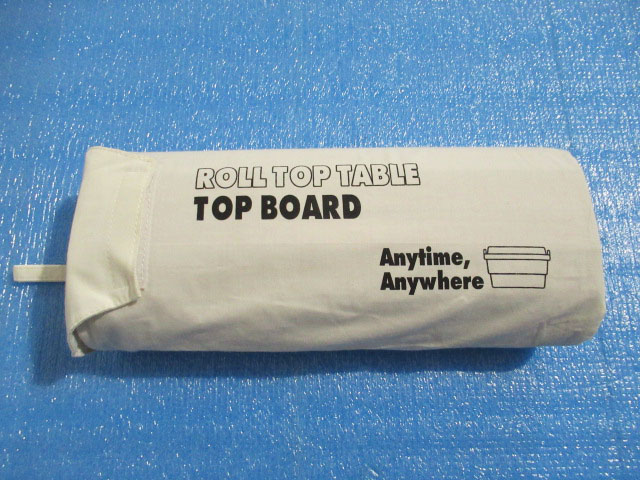 ROLL TOP TABLE
TOP BOARD
Anytime,
Anywhere